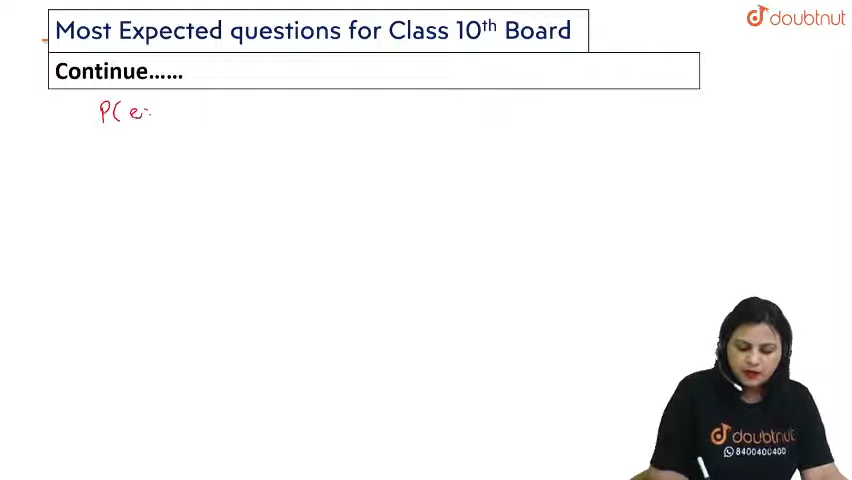 Most Expected questions for Class 10th Board
doubtnut
Continue......
P( e
doubtnut
8400400400